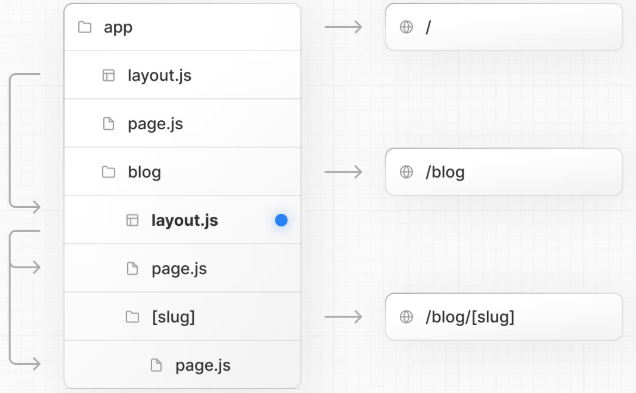 app
/
layout.js
page.js
blog
/blog
layout.js
page.js
[slug]
/blog/[slug]
page.js